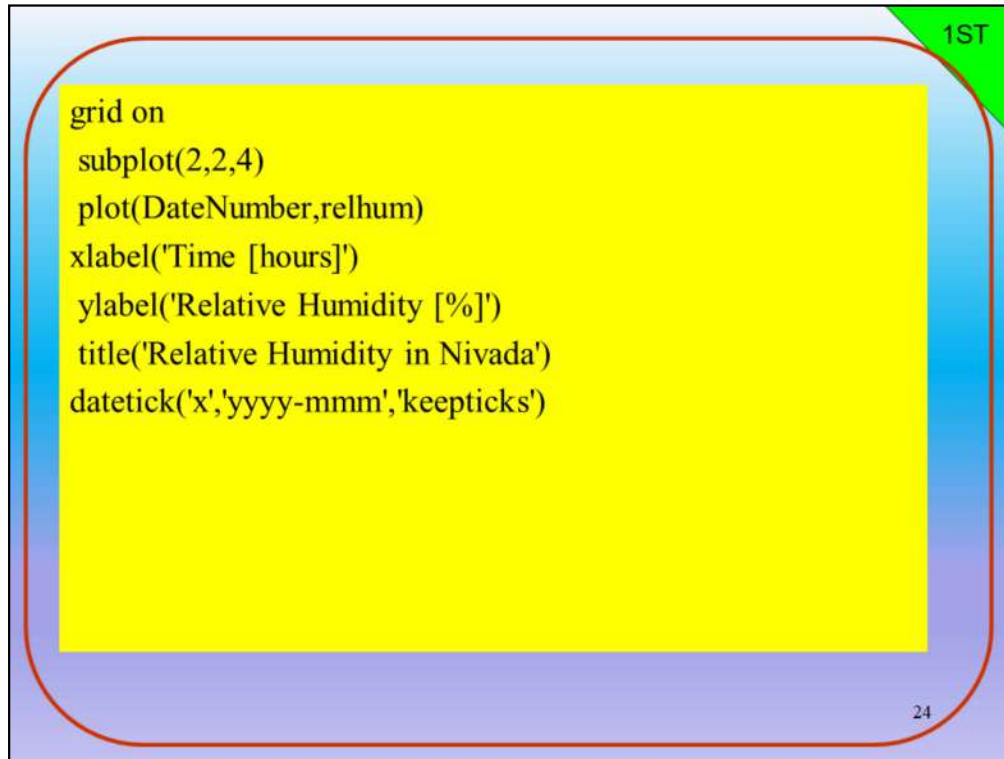 1ST
grid on
subplot(2,2,4)
plot(DateNumber,relhum)
xlabel('Time [hours]')
ylabel('Relative Humidity [%]')
title('Relative Humidity in Nivada')
datetick('x','yyyy-mmm','keepticks')
24